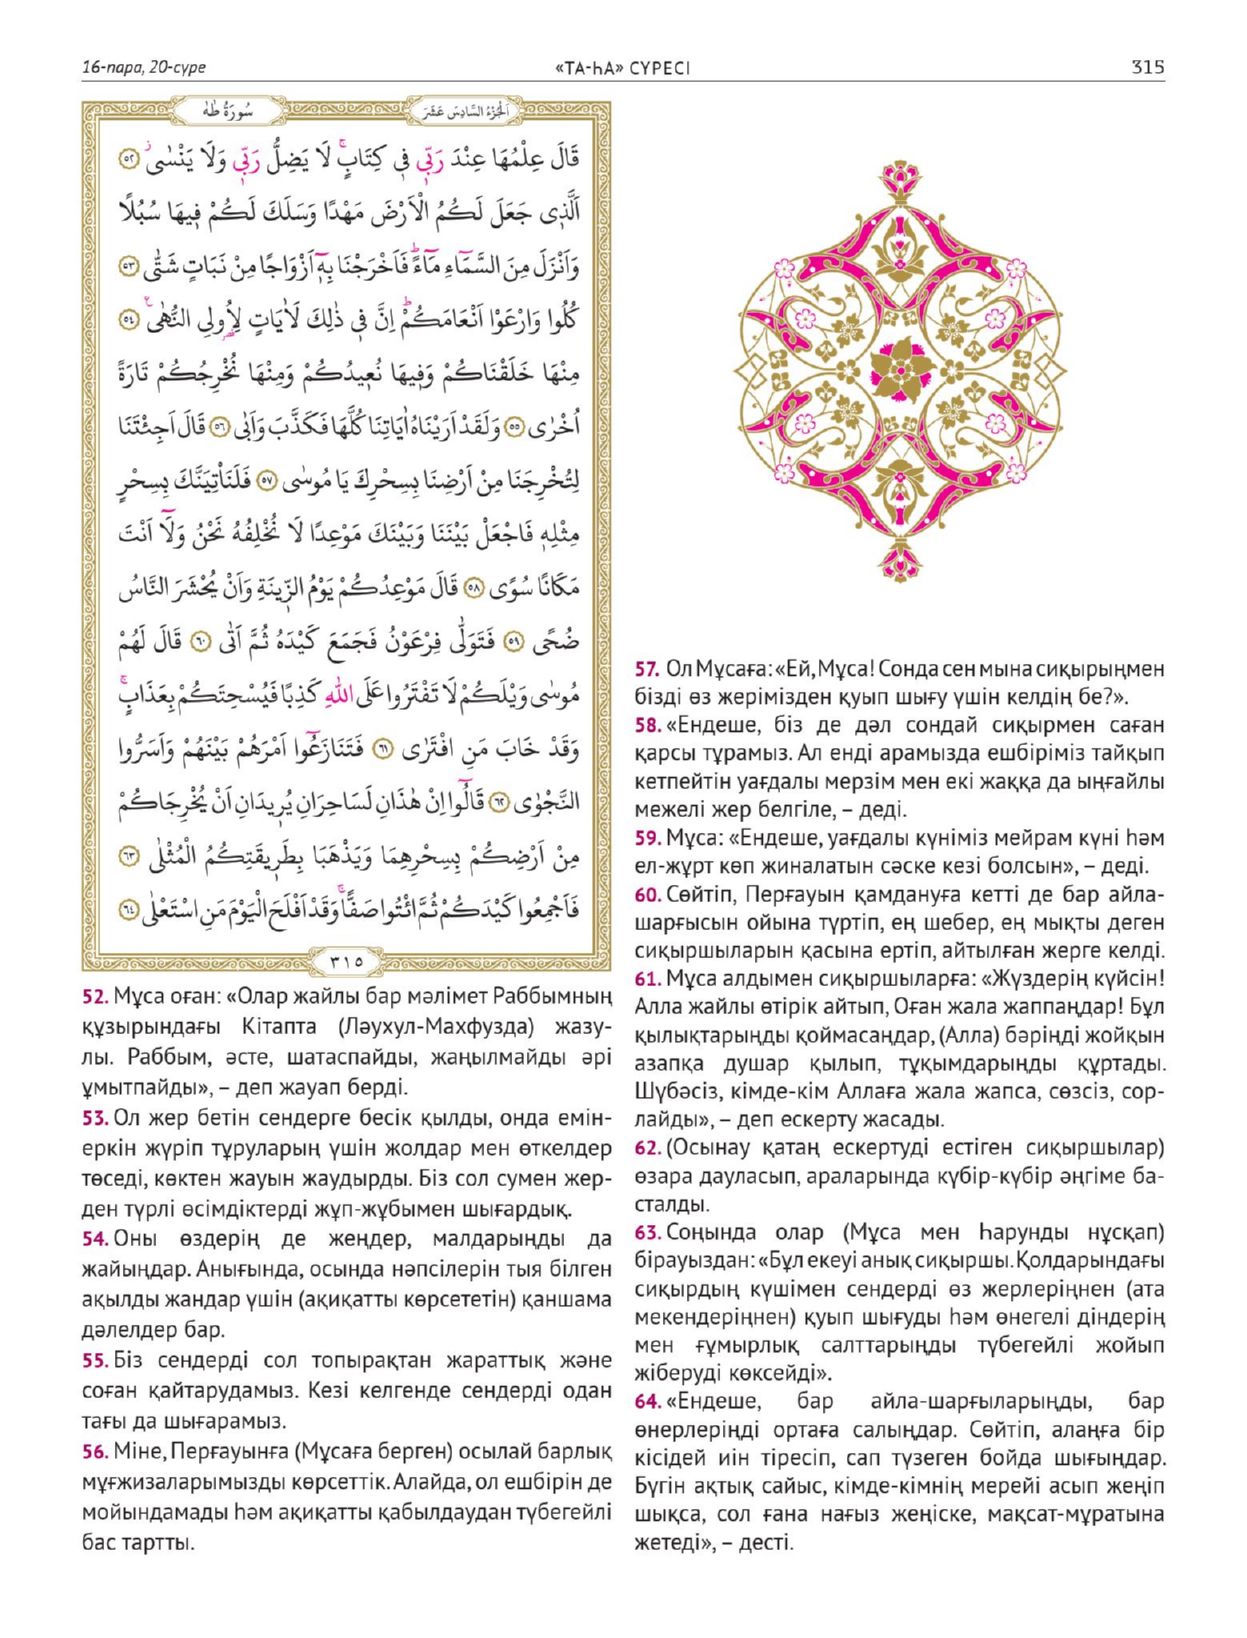 16-пара, 20-сүре
«ТА-ҺА» СҮРЕСІ
315
سُورَةُ طٰهٰ
اَلْجُزْءُ السَّادِسَ عَشَرَ
قَالَ عِلْمُهَا عِنْدَ رَبّ۪ي ف۪ي كِتَابٍۚ لَا يَضِلُّ رَبّ۪ي وَلَا يَنْسٰىۘ ﴿٥٢﴾
اَلَّذ۪ي جَعَلَ لَكُمُ الْاَرْضَ مَهْدًا وَسَلَكَ لَكُمْ ف۪يهَا سُبُلًا
وَاَنْزَلَ مِنَ السَّمَٓاءِ مَٓاءًۜ فَاَخْرَجْنَا بِه۪ٓ اَزْوَاجًا مِنْ نَبَاتٍ شَتّٰى ﴿٥٣﴾
كُلُوا وَارْعَوْا اَنْعَامَكُمْۜ اِنَّ ف۪ي ذٰلِكَ لَاٰيَاتٍ لِاُو۬لِي النُّهٰى۟ ﴿٥٤﴾
مِنْهَا خَلَقْنَاكُمْ وَف۪يهَا نُع۪يدُكُمْ وَمِنْهَا نُخْرِجُكُمْ تَارَةً
اُخْرٰى ﴿٥٥﴾ وَلَقَدْ اَرَيْنَاهُ اٰيَاتِنَا كُلَّهَا فَكَذَّبَ وَاَبٰى ﴿٥٦﴾ قَالَ اَجِئْتَنَا
لِتُخْرِجَنَا مِنْ اَرْضِنَا بِسِحْرِكَ يَا مُوسٰى ﴿٥٧﴾ فَلَنَأْتِيَنَّكَ بِسِحْرٍ
مِثْلِه۪ فَاجْعَلْ بَيْنَنَا وَبَيْنَكَ مَوْعِدًا لَا نُخْلِفُهُ نَحْنُ وَلَٓا اَنْتَ
مَكَانًا سُوًى ﴿٥٨﴾ قَالَ مَوْعِدُكُمْ يَوْمُ الزّ۪ينَةِ وَاَنْ يُحْشَرَ النَّاسُ
ضُحًى ﴿٥٩﴾ فَتَوَلّٰى فِرْعَوْنُ فَجَمَعَ كَيْدَهُ ثُمَّ اَتٰى ﴿٦٠﴾ قَالَ لَهُمْ
مُوسٰى وَيْلَكُمْ لَا تَفْتَرُوا عَلَى اللّٰهِ كَذِبًا فَيُسْحِتَكُمْ بِعَذَابٍۚ
وَقَدْ خَابَ مَنِ افْتَرٰى ﴿٦١﴾ فَتَنَازَعُٓوا اَمْرَهُمْ بَيْنَهُمْ وَاَسَرُّوا
النَّجْوٰى ﴿٦٢﴾ قَالُٓوا اِنْ هٰذَانِ لَسَاحِرَانِ يُر۪يدَانِ اَنْ يُخْرِجَاكُمْ
مِنْ اَرْضِكُمْ بِسِحْرِهِمَا وَيَذْهَبَا بِطَر۪يقَتِكُمُ الْمُثْلٰى ﴿٦٣﴾
فَاَجْمِعُوا كَيْدَكُمْ ثُمَّ ائْتُوا صَفًّاۚ وَقَدْ اَفْلَحَ الْيَوْمَ مَنِ اسْتَعْلٰى ﴿٦٤﴾
٣١٥
52. Мұса оған: «Олар жайлы бар мәлімет Раббымның
құзырындағы Кітапта (Ләухул-Махфузда) жазу-
лы. Раббым, әсте, шатаспайды, жаңылмайды әрі
ұмытпайды», – деп жауап берді.
53. Ол жер бетін сендерге бесік қылды, онда емін-
еркін жүріп тұруларың үшін жолдар мен өткелдер
төседі, көктен жауын жаудырды. Біз сол сумен жер-
ден түрлі өсімдіктерді жұп-жұбымен шығардық.
54. Оны өздерің де жеңдер, малдарыңды да
жайыңдар. Анығында, осында нәпсілерін тыя білген
ақылды жандар үшін (ақиқатты көрсететін) қаншама
дәлелдер бар.
55. Біз сендерді сол топырақтан жараттық және
соған қайтарудамыз. Кезі келгенде сендерді одан
тағы да шығарамыз.
56. Міне, Перғауынға (Мұсаға берген) осылай барлық
мұғжизаларымызды көрсеттік. Алайда, ол ешбірін де
мойындамады һәм ақиқатты қабылдаудан түбегейлі
бас тартты.
57. Ол Мұсаға: «Ей, Мұса! Сонда сен мына сиқырыңмен
бізді өз жерімізден қуып шығу үшін келдің бе?».
58. «Ендеше, біз де дәл сондай сиқырмен саған
қарсы тұрамыз. Ал енді арамызда ешбіріміз тайқып
кетпейтін уағдалы мерзім мен екі жаққа да ыңғайлы
межелі жер белгіле, – деді.
59. Мұса: «Ендеше, уағдалы күніміз мейрам күні һәм
ел-жұрт көп жиналатын сәске кезі болсын», – деді.
60. Сөйтіп, Перғауын қамдануға кетті де бар айла-
шарғысын ойына түртіп, ең шебер, ең мықты деген
сиқыршыларын қасына ертіп, айтылған жерге келді.
61. Мұса алдымен сиқыршыларға: «Жүздерің күйсін!
Алла жайлы өтірік айтып, Оған жала жаппаңдар! Бұл
қылықтарыңды қоймасаңдар, (Алла) бәріңді жойқын
азапқа душар қылып, тұқымдарыңды құртады.
Шүбәсіз, кімде-кім Аллаға жала жапса, сөзсіз, сор-
лайды», – деп ескерту жасады.
62. (Осынау қатаң ескертуді естіген сиқыршылар)
өзара дауласып, араларында күбір-күбір әңгіме ба-
сталды.
63. Соңында олар (Мұса мен Һарунды нұсқап)
бірауыздан: «Бұл екеуі анық сиқыршы. Қолдарындағы
сиқырдың күшімен сендерді өз жерлеріңнен (ата
мекендеріңнен) қуып шығуды һәм өнегелі діндерің
мен ғұмырлық салттарыңды түбегейлі жойып
жіберуді көксейді».
64. «Ендеше, бар айла-шарғыларыңды, бар
өнерлеріңді ортаға салыңдар. Сөйтіп, алаңға бір
кісідей иін тіресіп, сап түзеген бойда шығыңдар.
Бүгін ақтық сайыс, кімде-кімнің мерейі асып жеңіп
шықса, сол ғана нағыз жеңіске, мақсат-мұратына
жетеді», – десті.